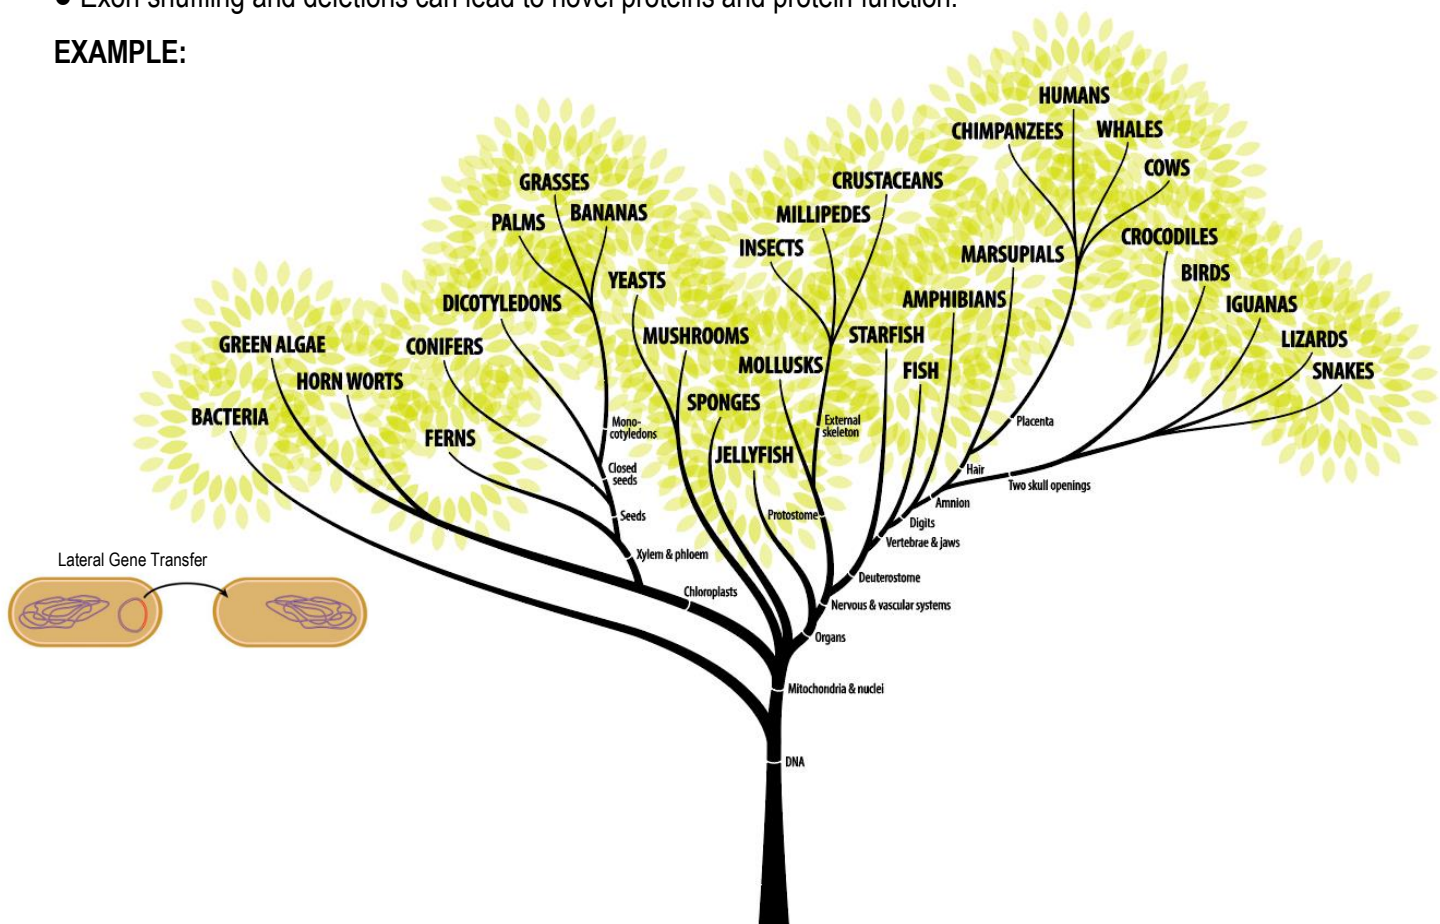 ● Exon shuffling and deletions can lead to novel proteins and protein function.
EXAMPLE:
HUMANS
CHIMPANZEES
WHALES
COWS
GRASSES
CRUSTACEANS
PALMS
BANANAS
MILLIPEDES
INSECTS
MARSUPIALS
CROCODILES
BIRDS
YEASTS
DICOTYLEDONS
AMPHIBIANS
IGUANAS
GREEN ALGAE
CONIFERS
MUSHROOMS
STARFISH
LIZARDS
HORN WORTS
MOLLUSKS
FISH
SNAKES
BACTERIA
SPONGES
FERNS
JELLYFISH
Mono-
cotyledons
External
skeleton
Placenta
Closed
seeds
Hair
Two skull openings
Seeds
Protostome
Amnion
Digits
Xylem & phloem
Vertebrae & jaws
Lateral Gene Transfer
Chloroplasts
Deuterostome
Nervous & vascular systems
Organs
Mitochondria & nuclei
DNA